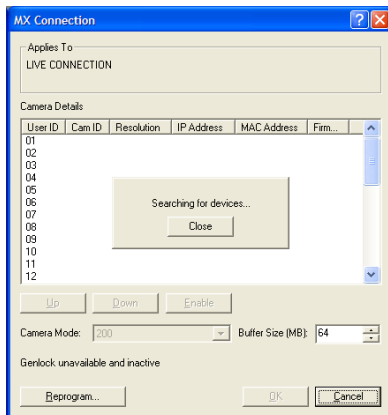 MX Connection
Applies To
LIVE CONNECTION
Camera Details
User ID Cam ID Resolution IP Address MAC Address Firm...
01
02
03
04
05
06
07
08
09
10
11
12
Searching for devices...
Close
Up Down Enable
Camera Mode: 200 Buffer Size (MB): 64
Genlock unavailable and inactive
Reprogram... OK Cancel